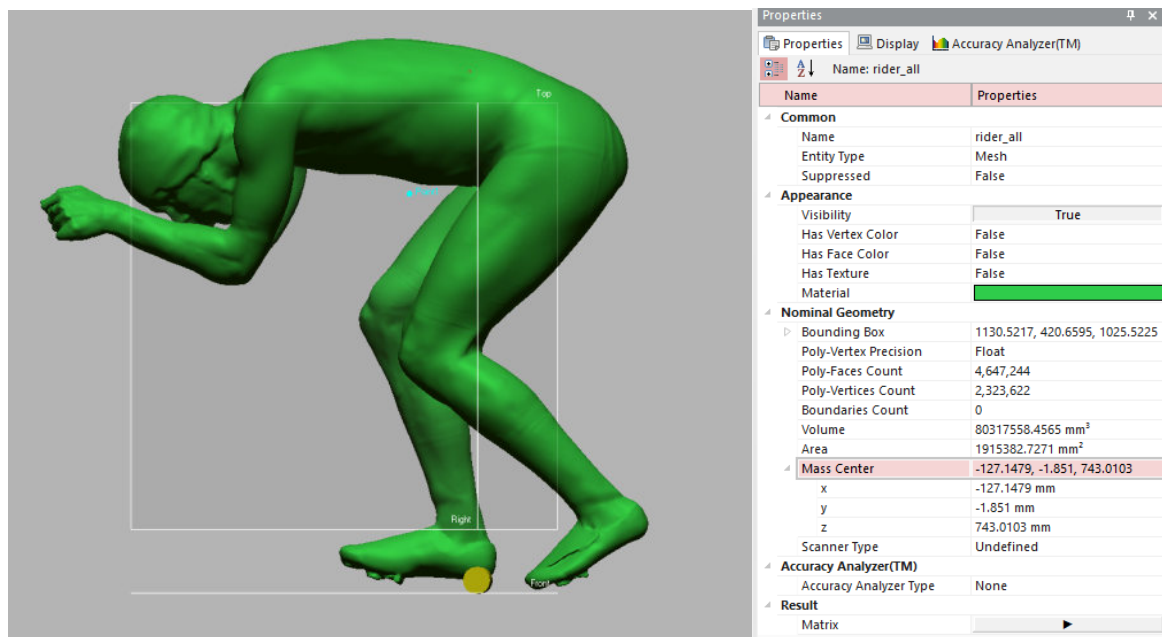 Top
Point
Right
Front
Properties
Properties Display Accuracy Analyzer(TM)
Name: rider_all
Name Properties
Common
Name rider_all
Entity Type Mesh
Suppressed False
Appearance
Visibility True
Has Vertex Color False
Has Face Color False
Has Texture False
Material
Nominal Geometry
Bounding Box 1130.5217, 420.6595, 1025.5225
Poly-Vertex Precision Float
Poly-Faces Count 4,647,244
Poly-Vertices Count 2,323,622
Boundaries Count 0
Volume 80317558.4565 mm³
Area 1915382.7271 mm²
Mass Center -127.1479, -1.851, 743.0103
x -127.1479 mm
y -1.851 mm
z 743.0103 mm
Scanner Type Undefined
Accuracy Analyzer(TM)
Accuracy Analyzer Type None
Result
Matrix